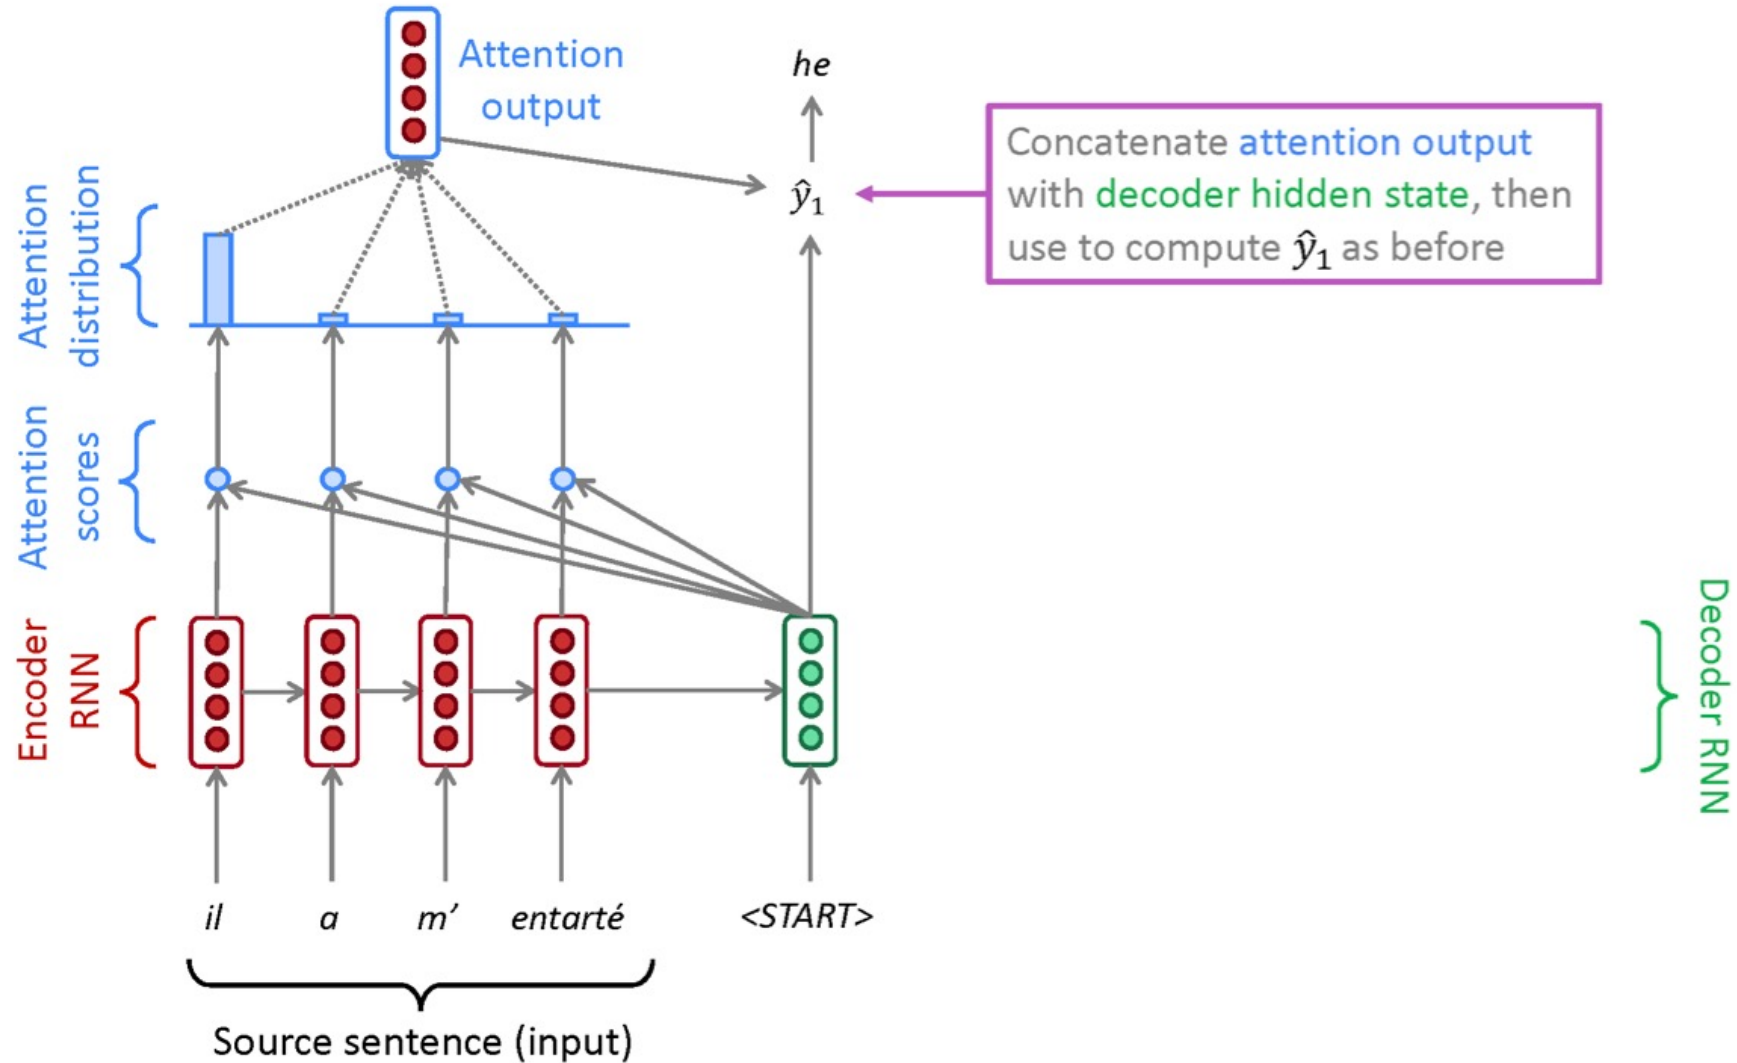 Attention
output
he
Concatenate attention output
with decoder hidden state, then
use to compute ŷ₁ as before
ŷ₁
Attention
distribution
Attention
scores
Encoder
RNN
Decoder RNN
il a m’ entarté <START>
Source sentence (input)